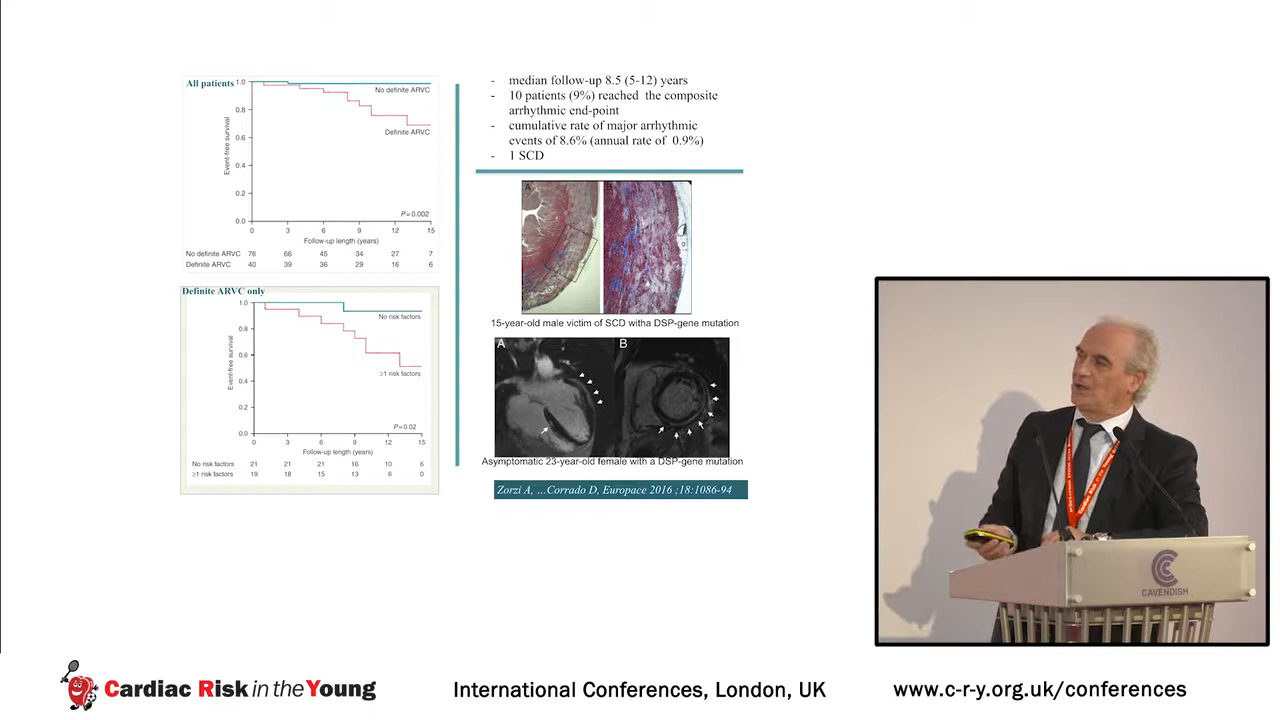 All patients
1.0
0.8
0.6
0.4
0.2
0.0
Event-free survival
No definite ARVC
Definite ARVC
P=0.002
0 3 6 9 12 15
Follow-up length (years)
No definite ARVC 76 66 45 34 27 7
Definite ARVC 40 39 36 29 16 6
Definite ARVC only
1.0
0.8
0.6
0.4
0.2
0
Event-free survival
No risk factors
≥1 risk factors
P=0.02
0 3 6 9 12 15
Follow-up length (years)
No risk factors 21 21 21 16 10 6
≥1 risk factors 19 18 15 13 6 0
- median follow-up 8.5 (5-12) years
- 10 patients (9%) reached the composite
arrhythmic end-point
- cumulative rate of major arrhythmic
events of 8.6% (annual rate of 0.9%)
- 1 SCD
A B
15-year-old male victim of SCD witha DSP-gene mutation
A B
Asymptomatic 23-year-old female with a DSP-gene mutation
Zorzi A, ...Corrado D, Europace 2016 ;18:1086-94
CAVENDISH
Cardiac Risk in the Young
International Conferences, London, UK
www.c-r-y.org.uk/conferences